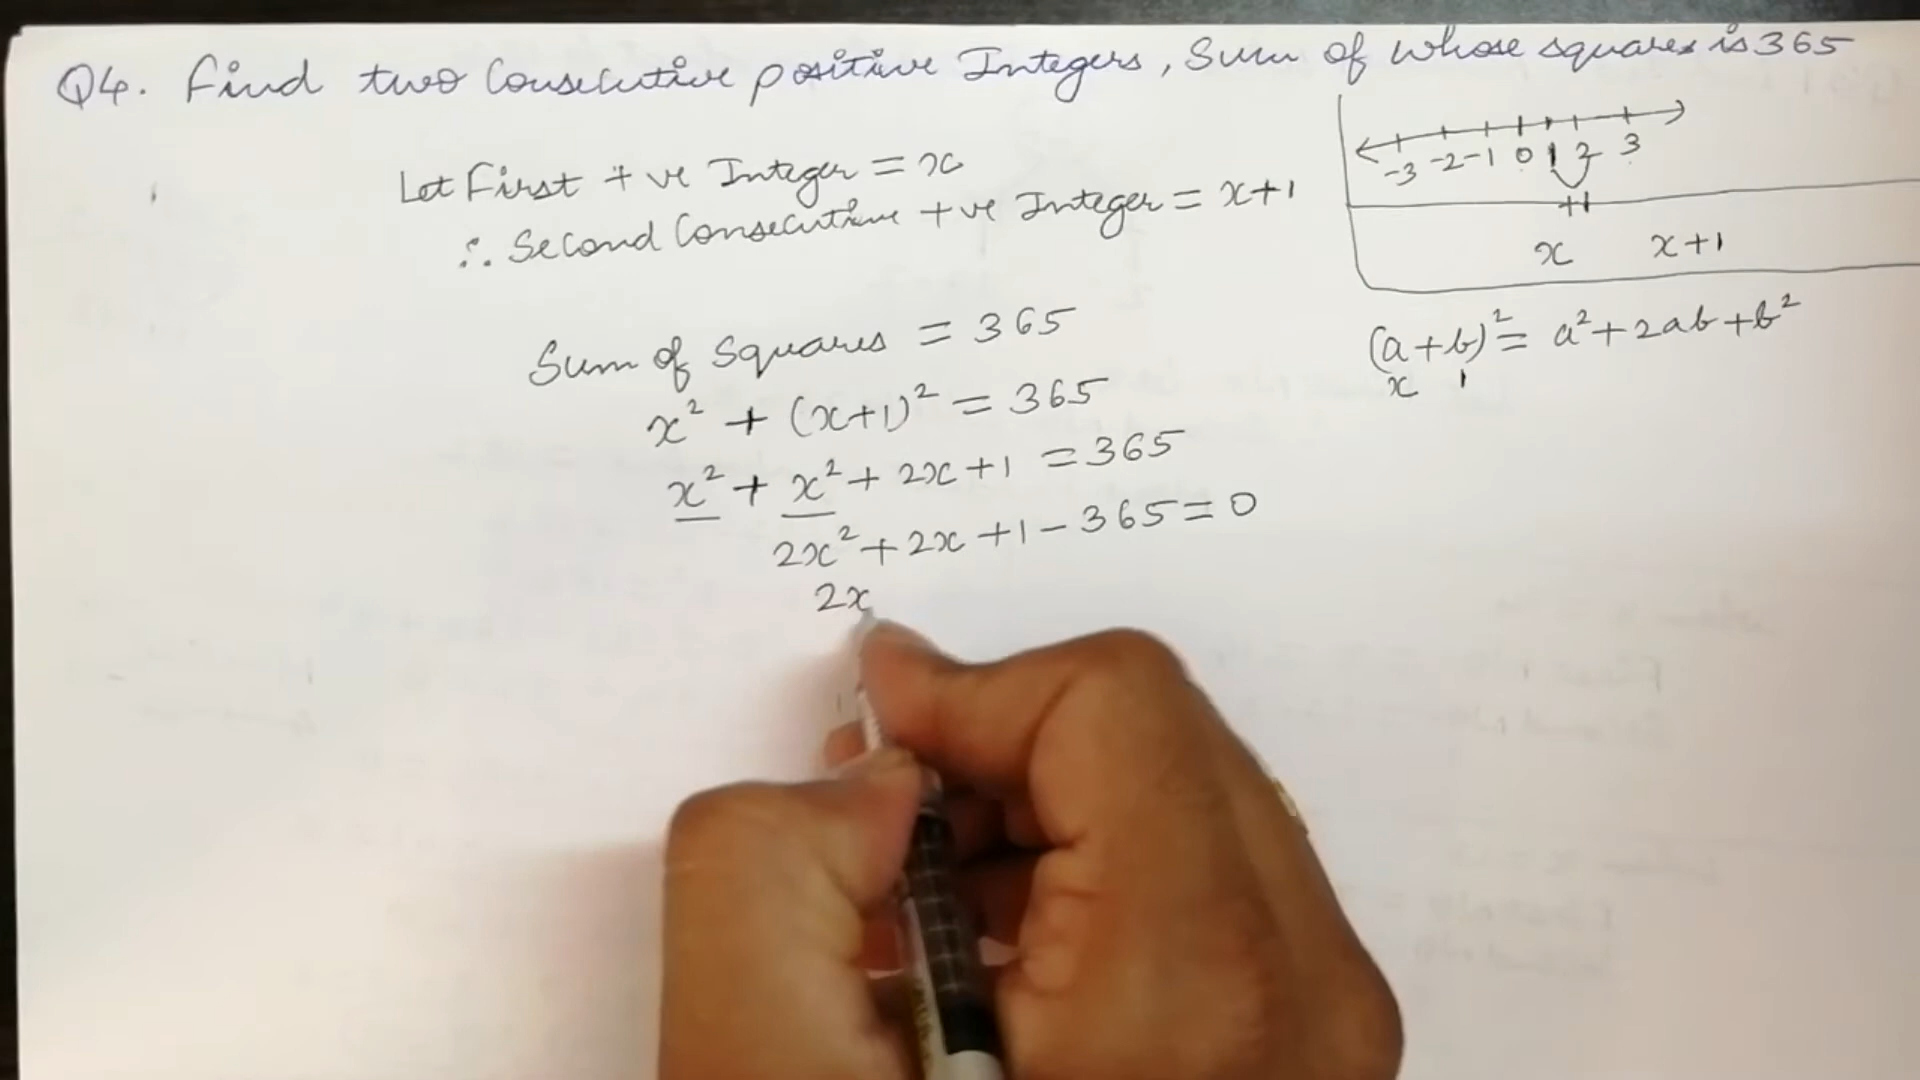 Q4. Find two Consecutive positive Integers, Sum of whose squares is 365
Let First +ve Integer = x
∴ Second Consecutive +ve Integer = x+1
Sum of Squares = 365
x² + (x+1)² = 365
x² + x² + 2x + 1 = 365
2x² + 2x + 1 - 365 = 0
2x
-3 -2 -1 0 1 2 3
+1
x x+1
(a+b)² = a² + 2ab + b²
x 1